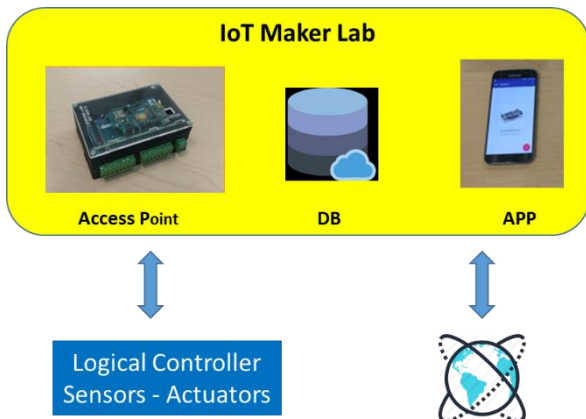 IoT Maker Lab
Access Point
DB
APP
Logical Controller
Sensors - Actuators